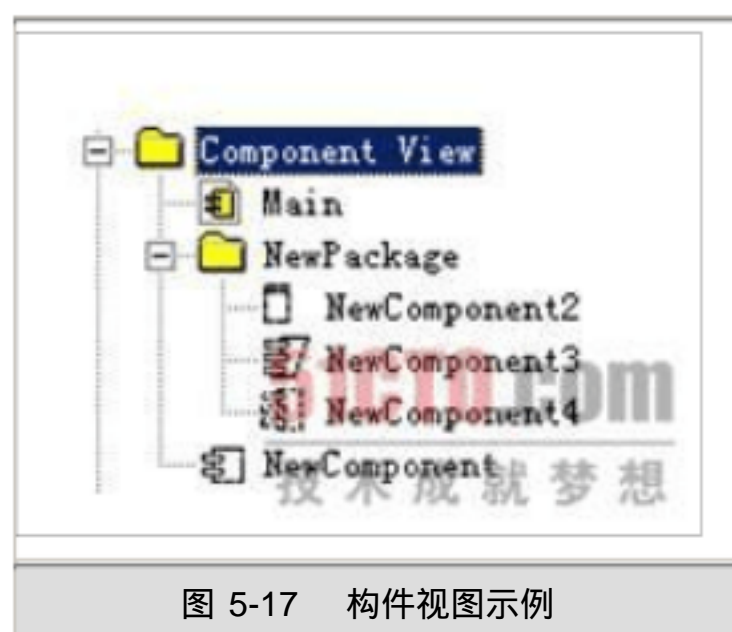 Component View
Main
NewPackage
NewComponent2
NewComponent3
NewComponent4
51CTO.com
NewComponent
技术成就梦想
图 5-17 构件视图示例